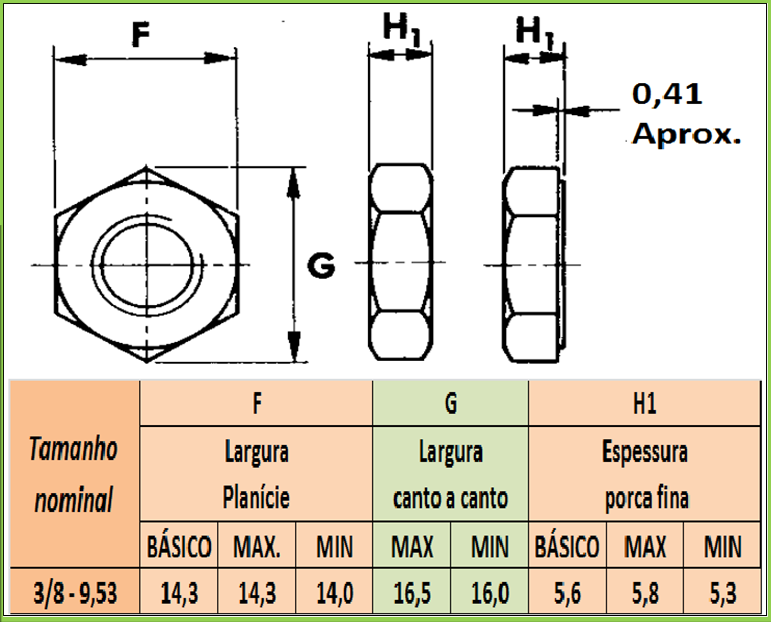 F
H1
H1
0,41
Aprox.
G
Tamanho
nominal
F
G
H1
Largura
Planície
Largura
canto a canto
Espessura
porca fina
BÁSICO MAX. MIN MAX MIN BÁSICO MAX MIN
3/8 - 9,53 14,3 14,3 14,0 16,5 16,0 5,6 5,8 5,3